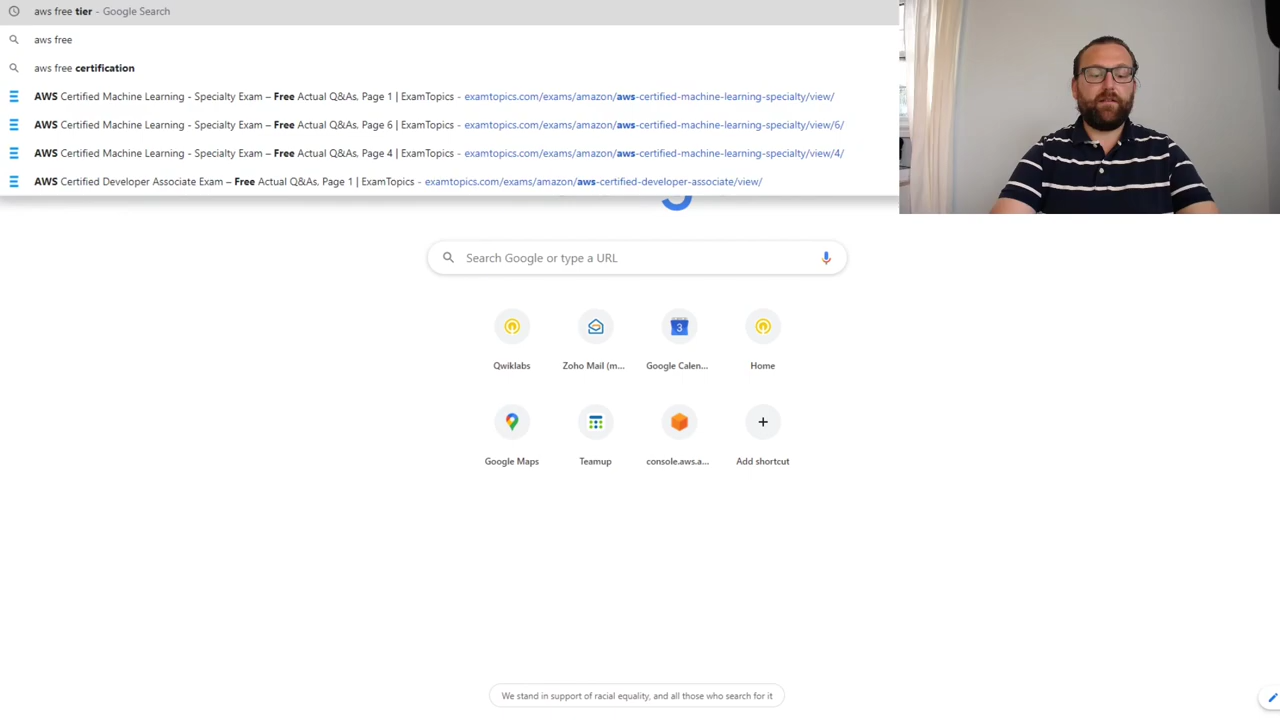 aws free tier - Google Search
aws free
aws free certification
AWS Certified Machine Learning - Specialty Exam – Free Actual Q&As, Page 1 | ExamTopics - examtopics.com/exams/amazon/aws-certified-machine-learning-specialty/view/
AWS Certified Machine Learning - Specialty Exam – Free Actual Q&As, Page 6 | ExamTopics - examtopics.com/exams/amazon/aws-certified-machine-learning-specialty/view/6/
AWS Certified Machine Learning - Specialty Exam – Free Actual Q&As, Page 4 | ExamTopics - examtopics.com/exams/amazon/aws-certified-machine-learning-specialty/view/4/
AWS Certified Developer Associate Exam – Free Actual Q&As, Page 1 | ExamTopics - examtopics.com/exams/amazon/aws-certified-developer-associate/view/
Search Google or type a URL
3
Qwiklabs
Zoho Mail (m...
Google Calen...
Home
Google Maps
Teamup
console.aws.a...
Add shortcut
We stand in support of racial equality, and all those who search for it